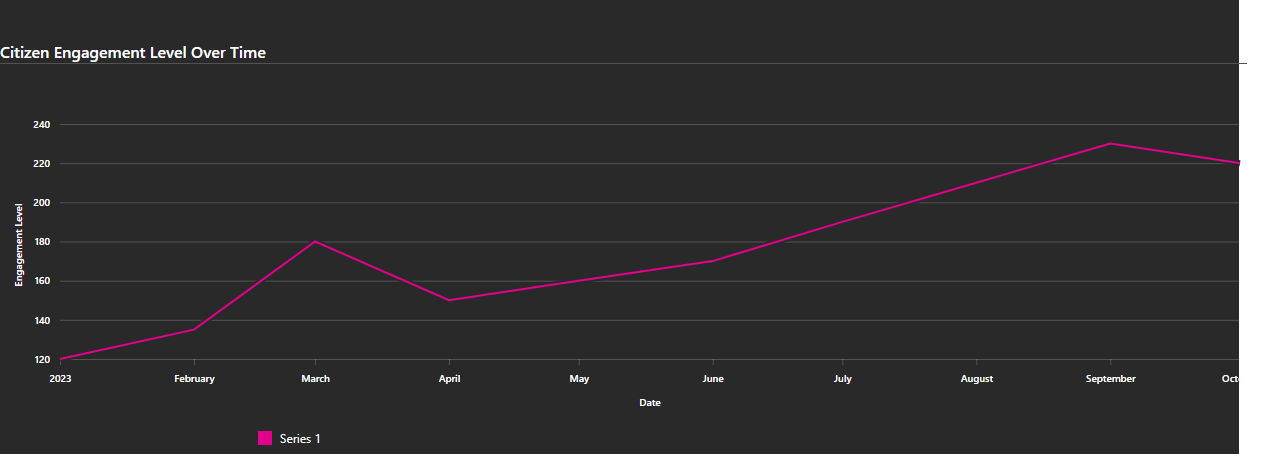 Citizen Engagement Level Over Time
240
220
200
180
160
140
120
Engagement Level
2023 February March April May June July August September Octo
Date
Series 1